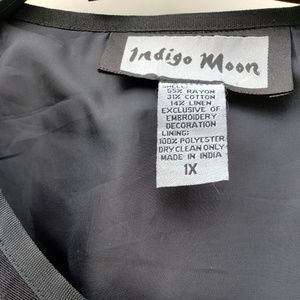 Indigo Moon
SHELL:
55% RAYON
31% COTTON
14% LINEN
EXCLUSIVE OF
EMBROIDERY
DECORATION
LINING:
100% POLYESTER
DRY CLEAN ONLY
MADE IN INDIA
1X